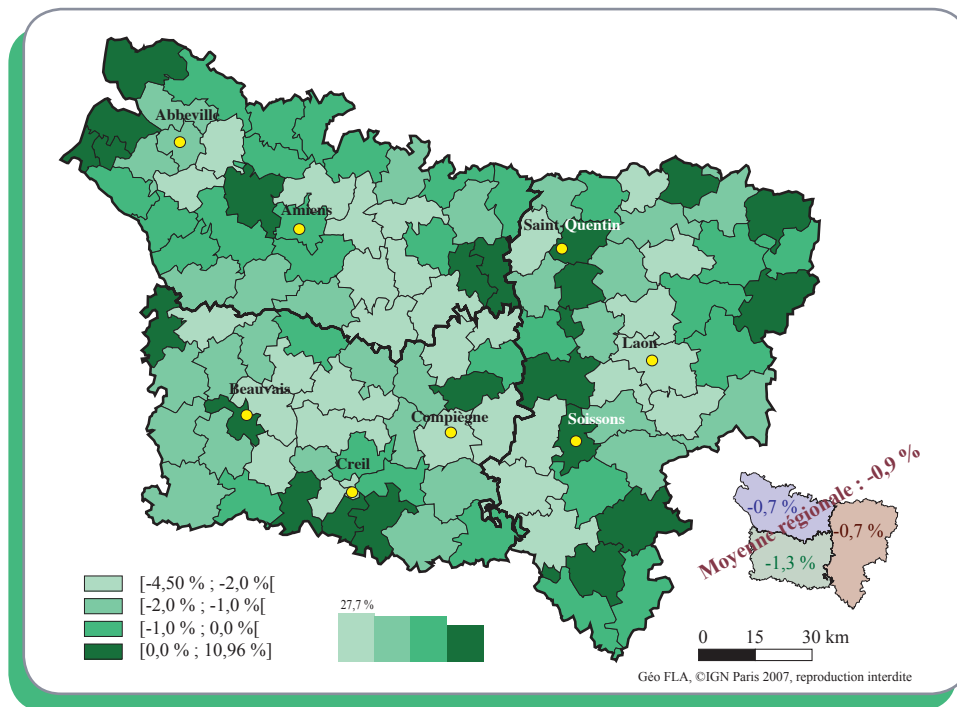 Abbeville
Amiens
Saint-Quentin
Laon
Beauvais
Compiègne
Soissons
Creil
Moyenne régionale : -0,9 %
-0,7 %
-0,7 %
-1,3 %
[-4,50 % ; -2,0 %[
[-2,0 % ; -1,0 %[
[-1,0 % ; 0,0 %[
[0,0 % ; 10,96 %]
27,7 %
0 15 30 km
Géo FLA, ©IGN Paris 2007, reproduction interdite